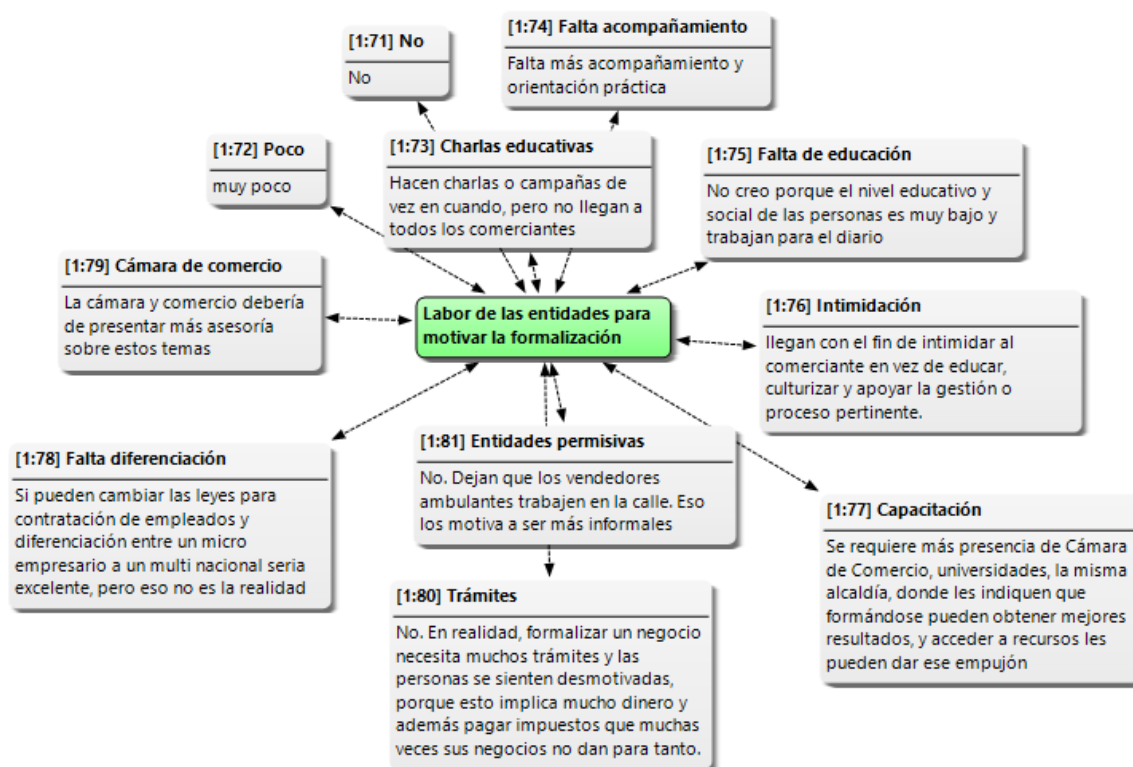 [1:74] Falta acompañamiento
Falta más acompañamiento y
orientación práctica
[1:71] No
No
[1:72] Poco
muy poco
[1:73] Charlas educativas
Hacen charlas o campañas de
vez en cuando, pero no llegan a
todos los comerciantes
[1:75] Falta de educación
No creo porque el nivel educativo y
social de las personas es muy bajo y
trabajan para el diario
[1:79] Cámara de comercio
La cámara y comercio debería
de presentar más asesoría
sobre estos temas
Labor de las entidades para
motivar la formalización
[1:76] Intimidación
llegan con el fin de intimidar al
comerciante en vez de educar,
culturizar y apoyar la gestión o
proceso pertinente.
[1:78] Falta diferenciación
Si pueden cambiar las leyes para
contratación de empleados y
diferenciación entre un micro
empresario a un multi nacional seria
excelente, pero eso no es la realidad
[1:81] Entidades permisivas
No. Dejan que los vendedores
ambulantes trabajen en la calle. Eso
los motiva a ser más informales
[1:77] Capacitación
Se requiere más presencia de Cámara
de Comercio, universidades, la misma
alcaldía, donde les indiquen que
formándose pueden obtener mejores
resultados, y acceder a recursos les
pueden dar ese empujón
[1:80] Trámites
No. En realidad, formalizar un negocio
necesita muchos trámites y las
personas se sienten desmotivadas,
porque esto implica mucho dinero y
además pagar impuestos que muchas
veces sus negocios no dan para tanto.